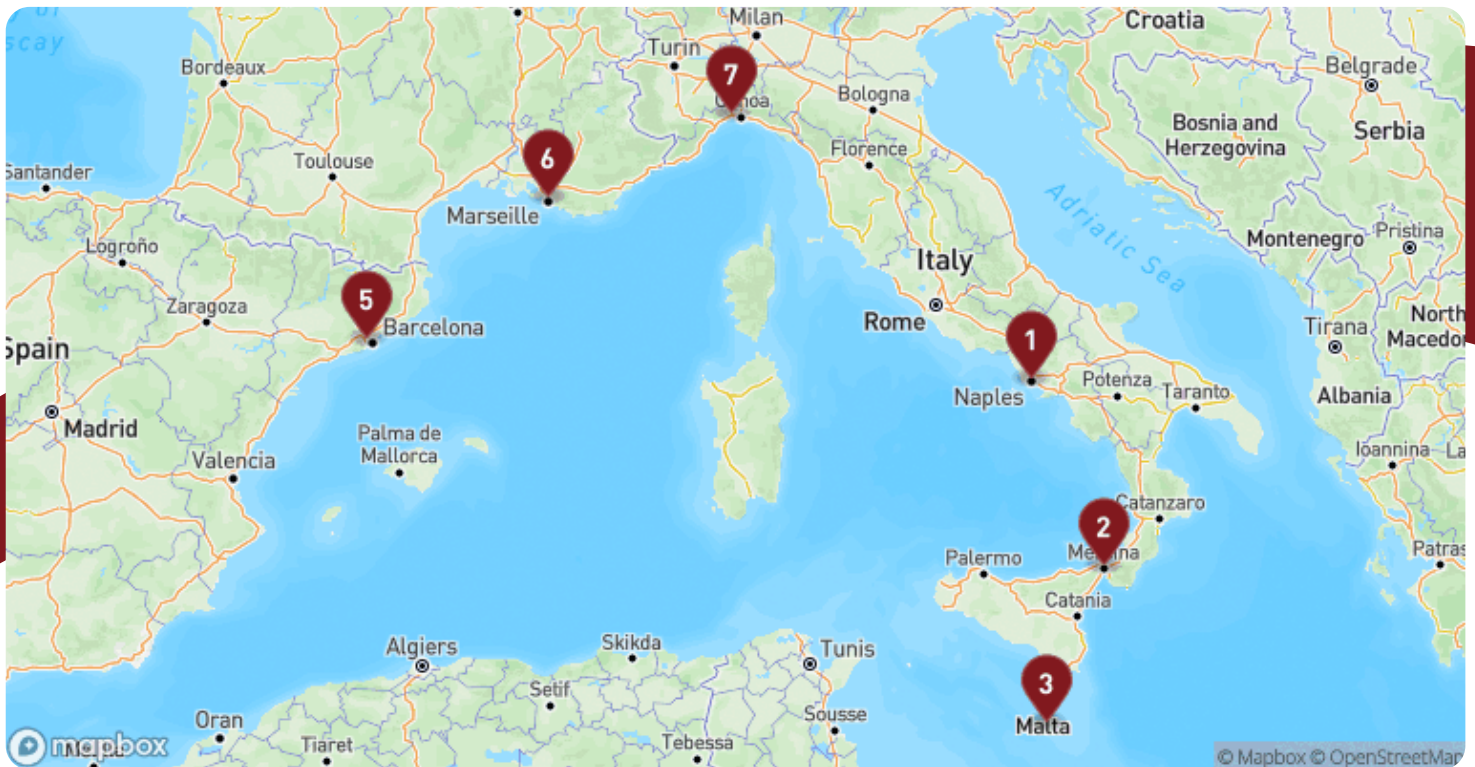 Milan
Croatia
Turin
7
scay
Bordeaux
Belgrade
Bologna
Bosnia and
Herzegovina
Serbia
Florence
6
Toulouse
Santander
Marseille
Adriatic Sea
Pristina
Montenegro
Logroño
Italy
5
Zaragoza
Barcelona
Rome
North
Macedo
Tirana
1
Spain
Naples
Potenza
Taranto
Albania
Madrid
Palma de
Mallorca
Ioannina
La
Valencia
Catanzaro
2
Palermo
Patras
Catania
Algiers
Skikda
Tunis
3
Malta
Setif
Sousse
Oran
Tiaret
Tebessa
mapbox
© Mapbox © OpenStreetMap